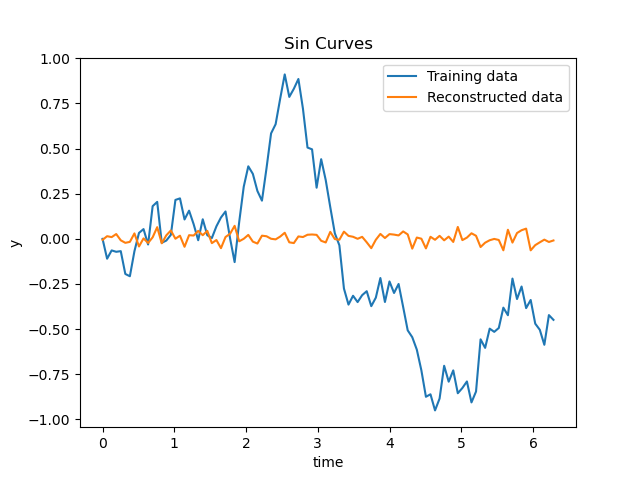 Sin Curves
Training data
Reconstructed data
1.00
0.75
0.50
0.25
0.00
−0.25
−0.50
−0.75
−1.00
y
0 1 2 3 4 5 6
time